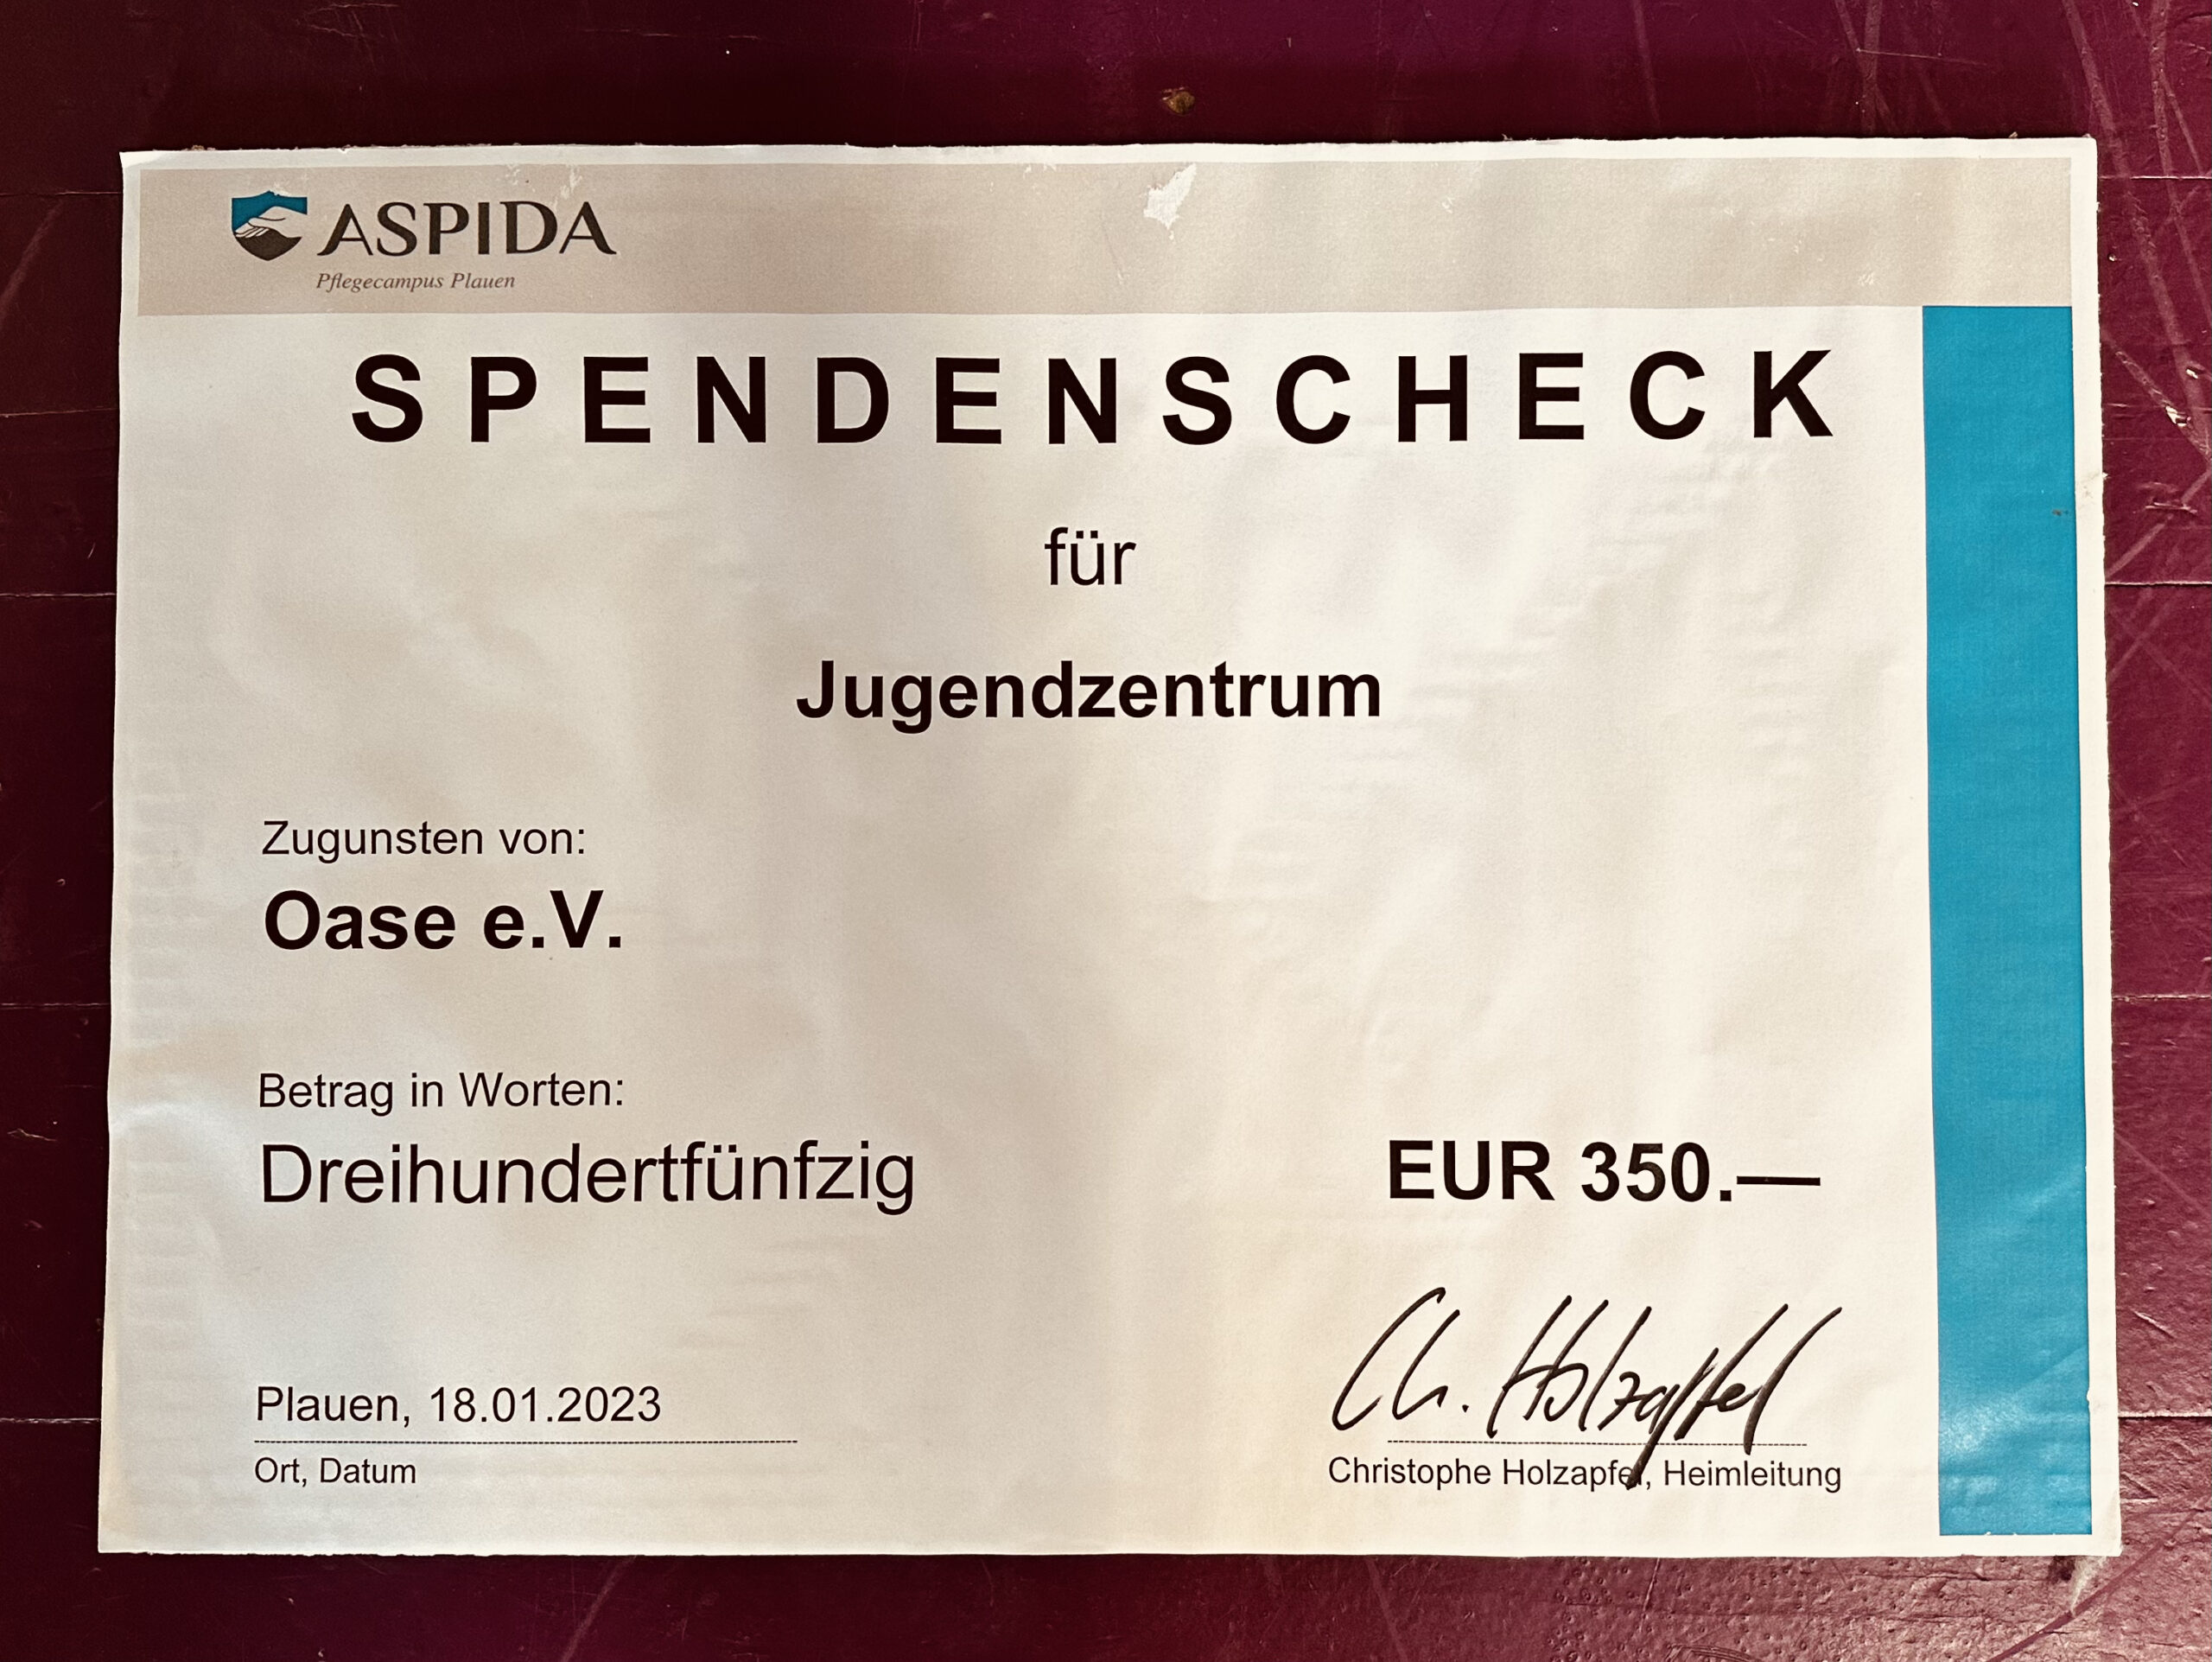 ASPIDA
Pflegecampus Plauen
SPENDENSCHECK
für
Jugendzentrum
Zugunsten von:
Oase e.V.
Betrag in Worten:
Dreihundertfünfzig
EUR 350.—
Plauen, 18.01.2023
Ch. Holzapfel
Ort, Datum
Christophe Holzapfel, Heimleitung